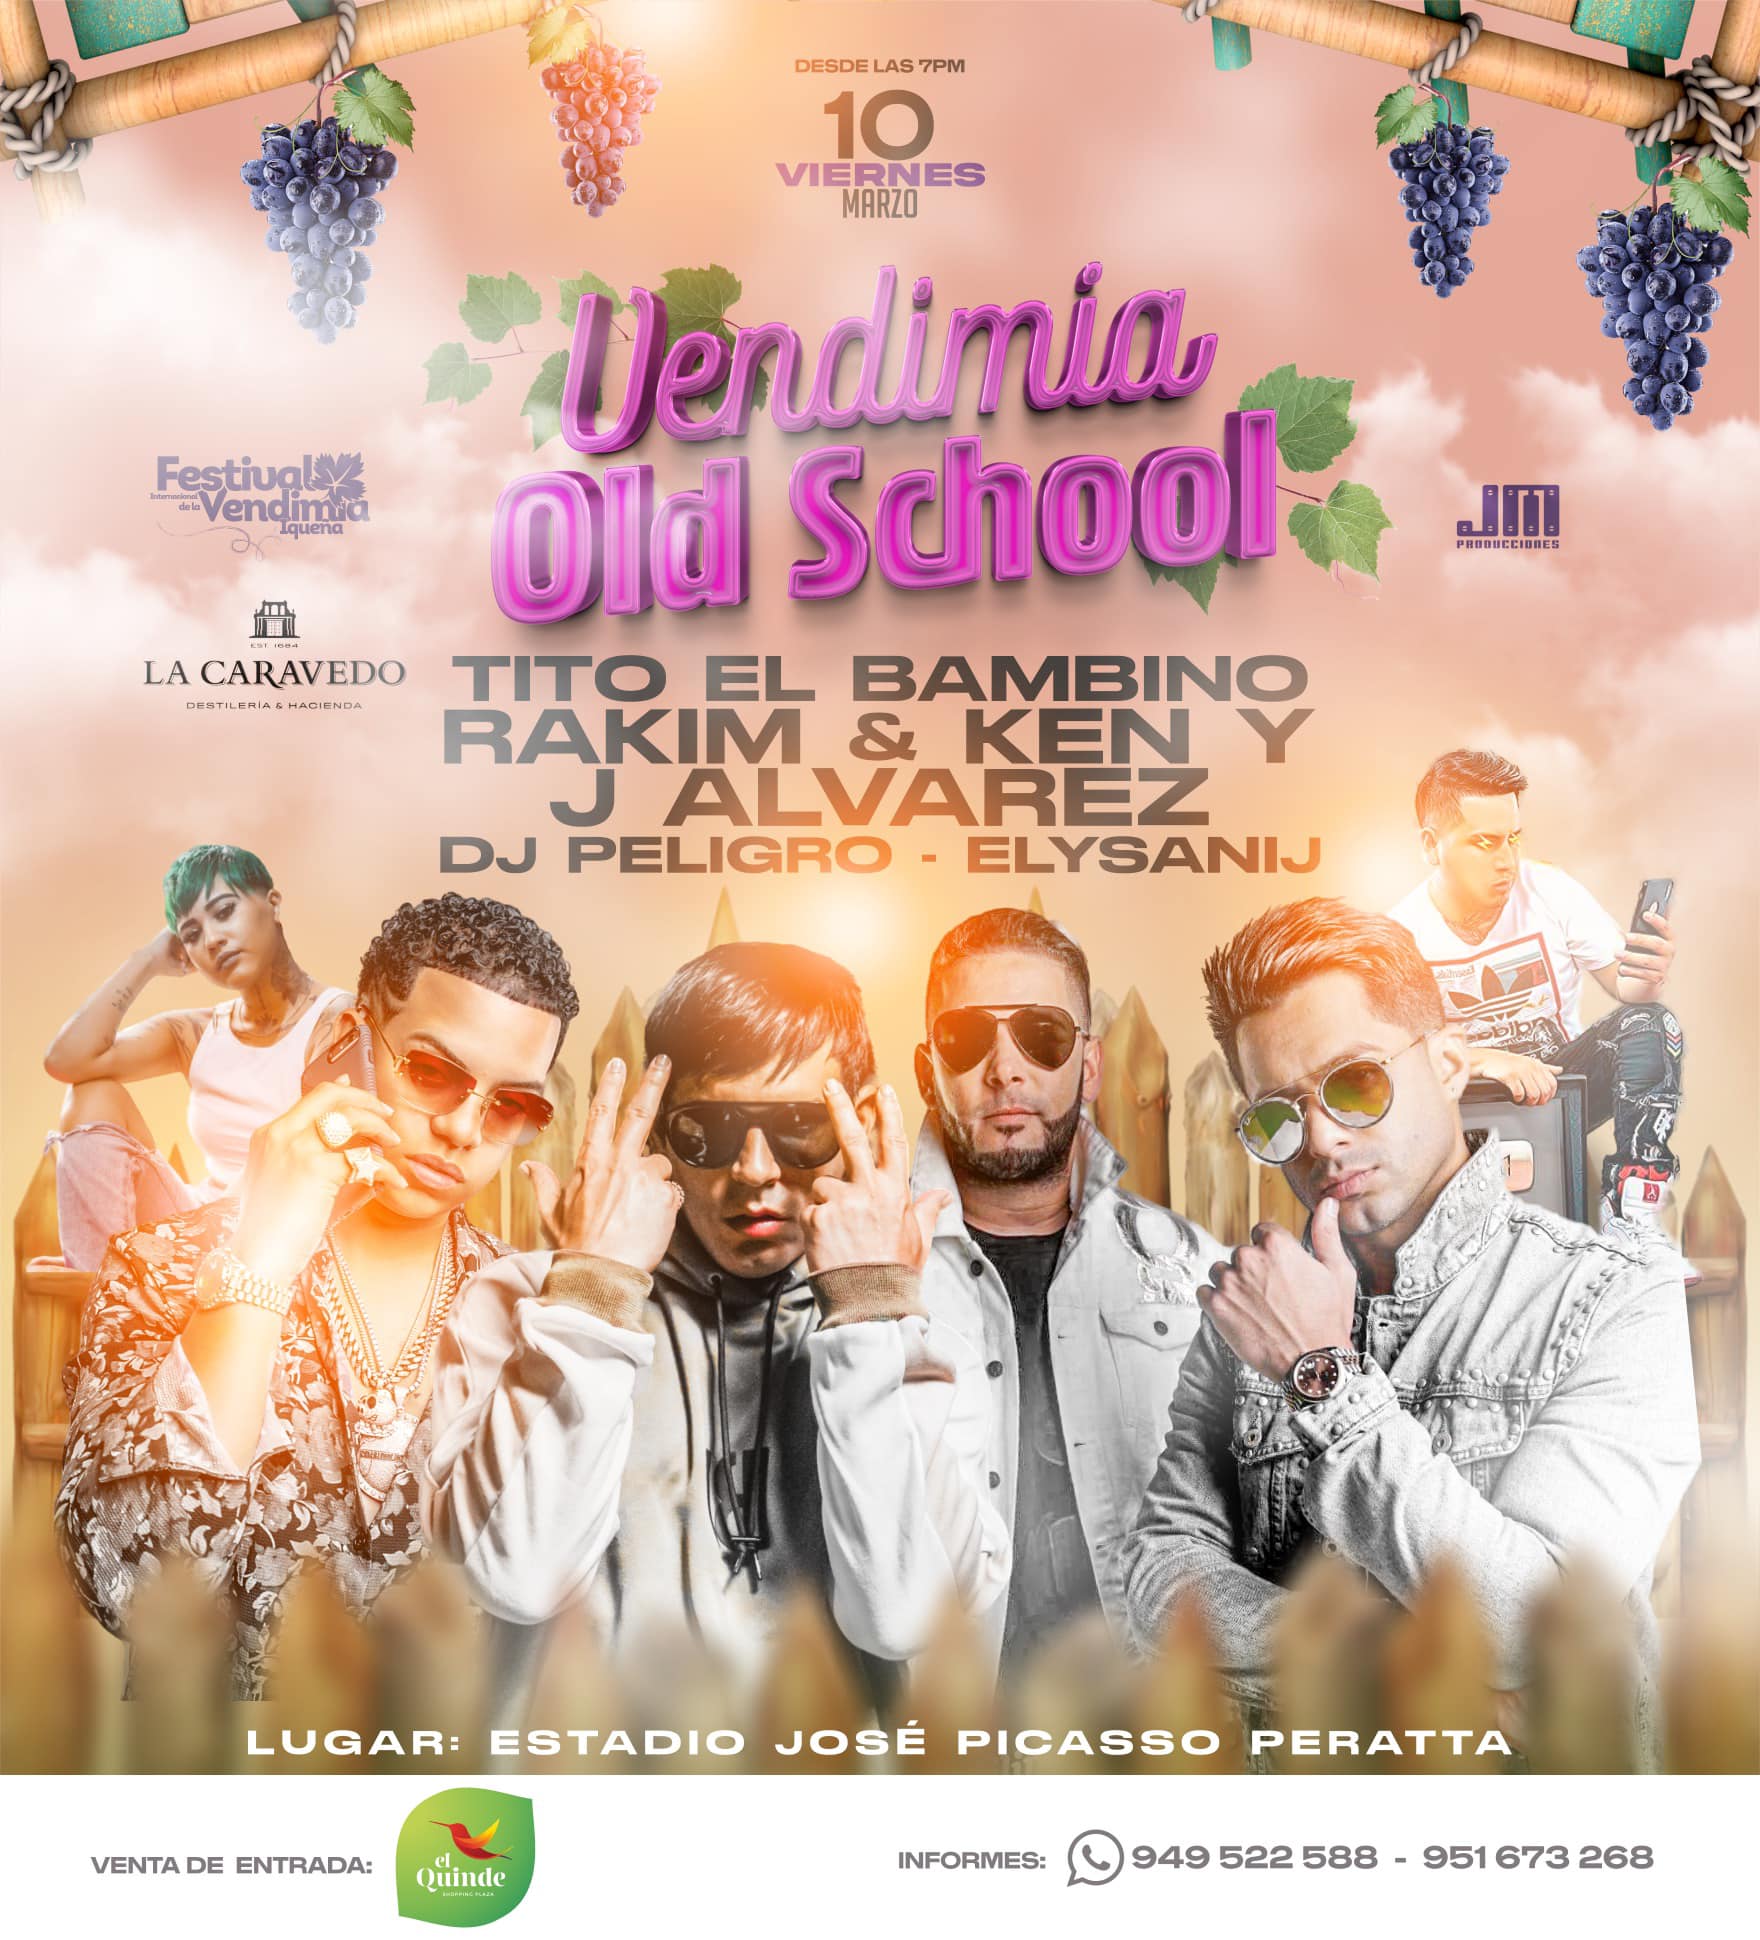 DESDE LAS 7PM
10
VIERNES
MARZO
Vendimia
Old School
Festival
Internacional
de la
Vendimia
Iqueña
JM
PRODUCCIONES
EST. 1684
LA CARAVEDO
DESTILERÍA & HACIENDA
TITO EL BAMBINO
RAKIM & KEN Y
J ALVAREZ
DJ PELIGRO - ELYSANIJ
LUGAR: ESTADIO JOSÉ PICASSO PERATTA
VENTA DE ENTRADA:
el
Quinde
SHOPPING PLAZA
INFORMES: 949 522 588 - 951 673 268